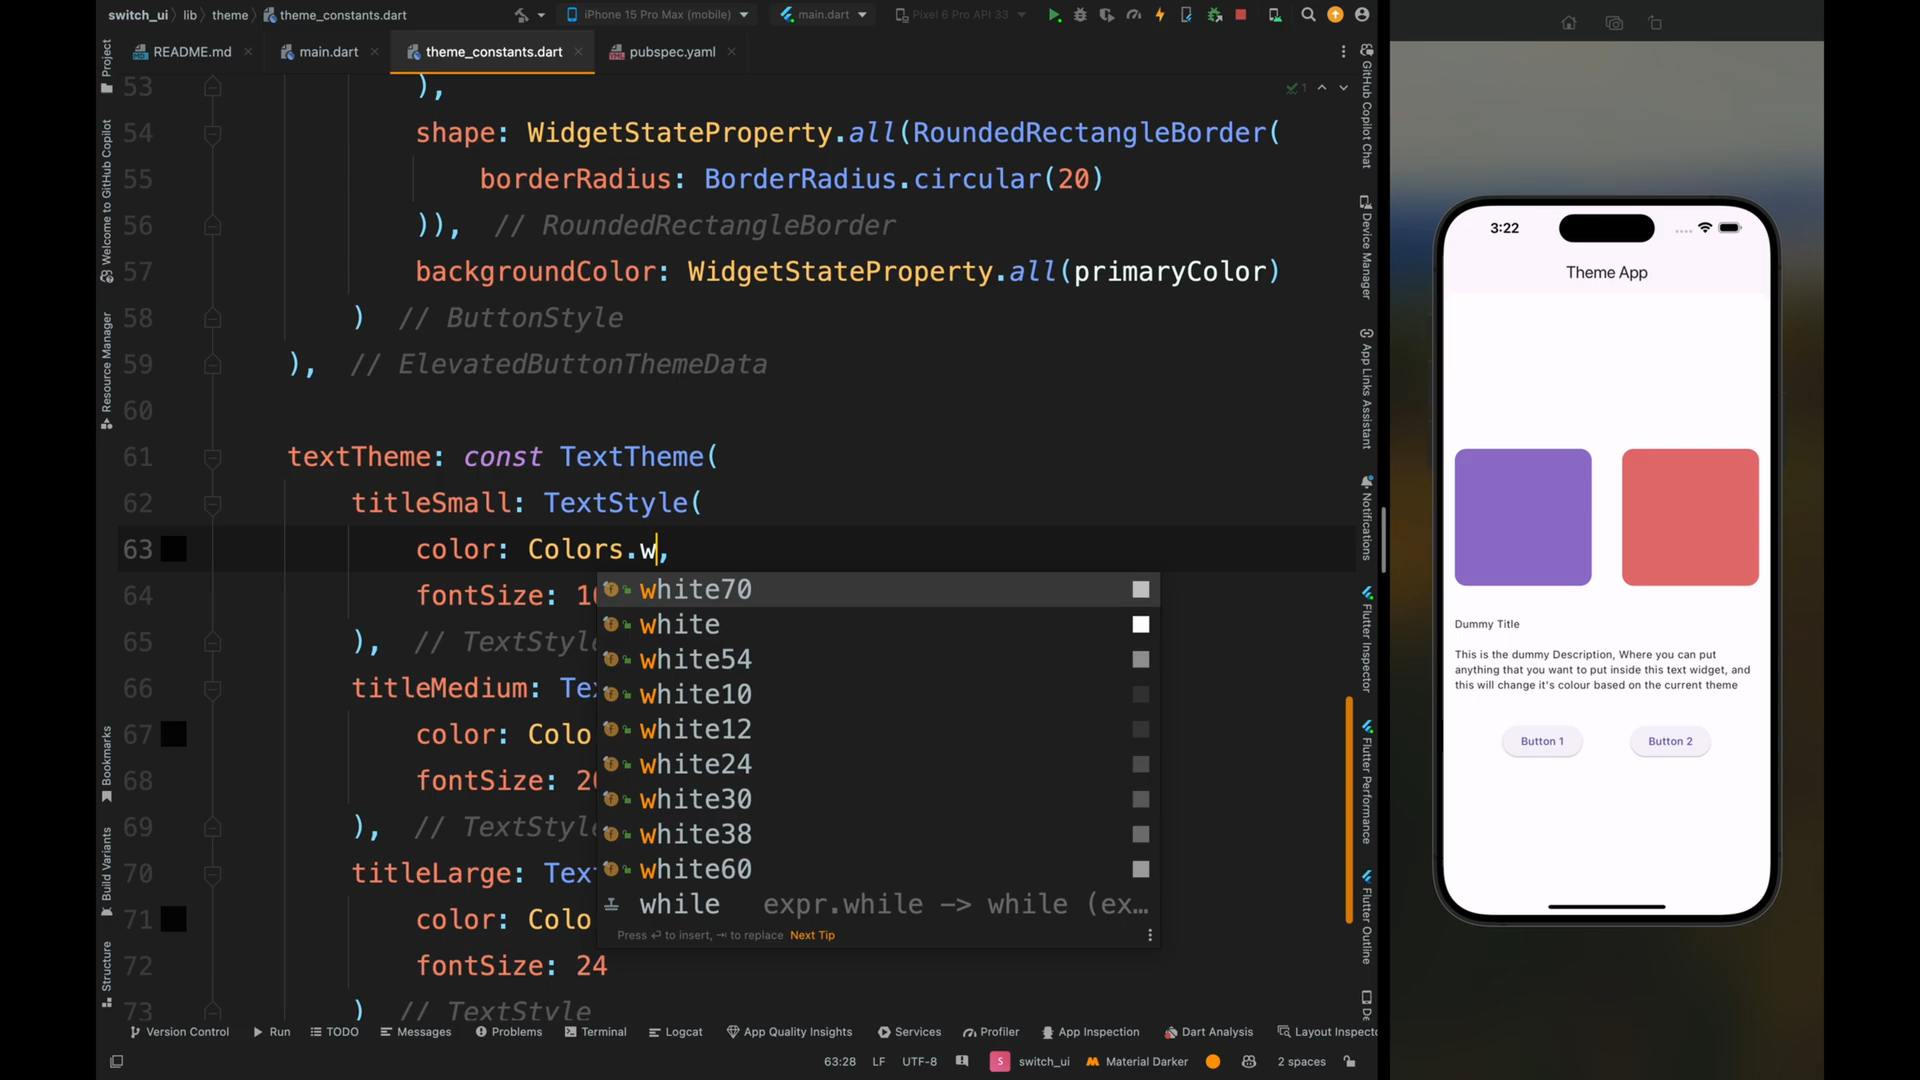 switch_ui lib theme theme_constants.dart
iPhone 15 Pro Max (mobile) main.dart Pixel 6 Pro API 33
README.md main.dart theme_constants.dart pubspec.yaml
53 ),
54 shape: WidgetStateProperty.all(RoundedRectangleBorder(
55 borderRadius: BorderRadius.circular(20)
56 )), // RoundedRectangleBorder
57 backgroundColor: WidgetStateProperty.all(primaryColor)
58 ) // ButtonStyle
59 ), // ElevatedButtonThemeData
60
61 textTheme: const TextTheme(
62 titleSmall: TextStyle(
63 color: Colors.w,
64 fontSize: 1
65 ), // TextStyle
66 titleMedium: Te
67 color: Colo
68 fontSize: 20
69 ), // TextStyle
70 titleLarge: Tex
71 color: Colo
72 fontSize: 24
73 ) // TextStyle
white70
white
white54
white10
white12
white24
white30
white38
white60
while expr.while -> while (ex...
Press ⏎ to insert, ⇥ to replace Next Tip
1
Project
Welcome to GitHub Copilot
Resource Manager
Bookmarks
Build Variants
Structure
GitHub Copilot Chat
Device Manager
App Links Assistant
Notifications
Flutter Inspector
Flutter Performance
Flutter Outline
Version Control Run TODO Messages Problems Terminal Logcat App Quality Insights Services Profiler App Inspection Dart Analysis Layout Inspecto
63:28 LF UTF-8 S switch_ui Material Darker 2 spaces
3:22
Theme App
Dummy Title
This is the dummy Description, Where you can put
anything that you want to put inside this text widget, and
this will change it's colour based on the current theme
Button 1 Button 2